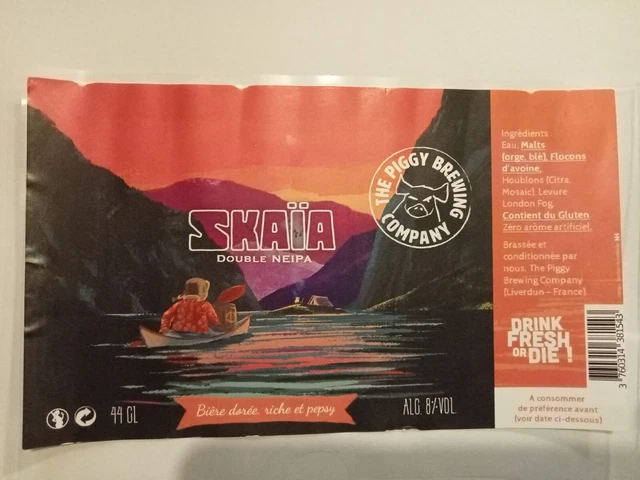 SKAÏA
DOUBLE NEIPA
THE PIGGY BREWING
COMPANY
44 CL
Bière dorée, riche et pepsy
ALC. 8%VOL.
Ingrédients
Eau, Malts
(orge, blé), Flocons
d'avoine,
Houblons (Citra,
Mosaic), Levure
London Fog,
Contient du Gluten
Zéro arôme artificiel.
Brassée et
conditionnée par
nous, The Piggy
Brewing Company
(Liverdun – France).
DRINK
FRESH
OR DIE !
3 760314 381543
A consommer
de préférence avant
(voir date ci-dessous)